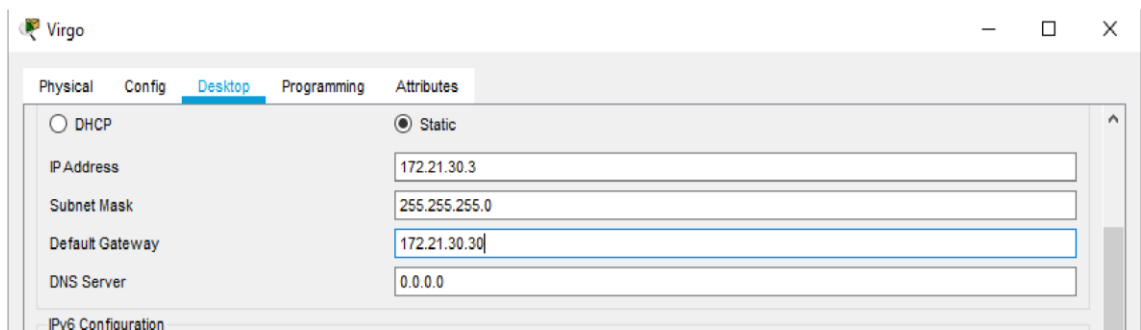 Virgo
Physical Config Desktop Programming Attributes
DHCP Static
IP Address 172.21.30.3
Subnet Mask 255.255.255.0
Default Gateway 172.21.30.30
DNS Server 0.0.0.0
IPv6 Configuration